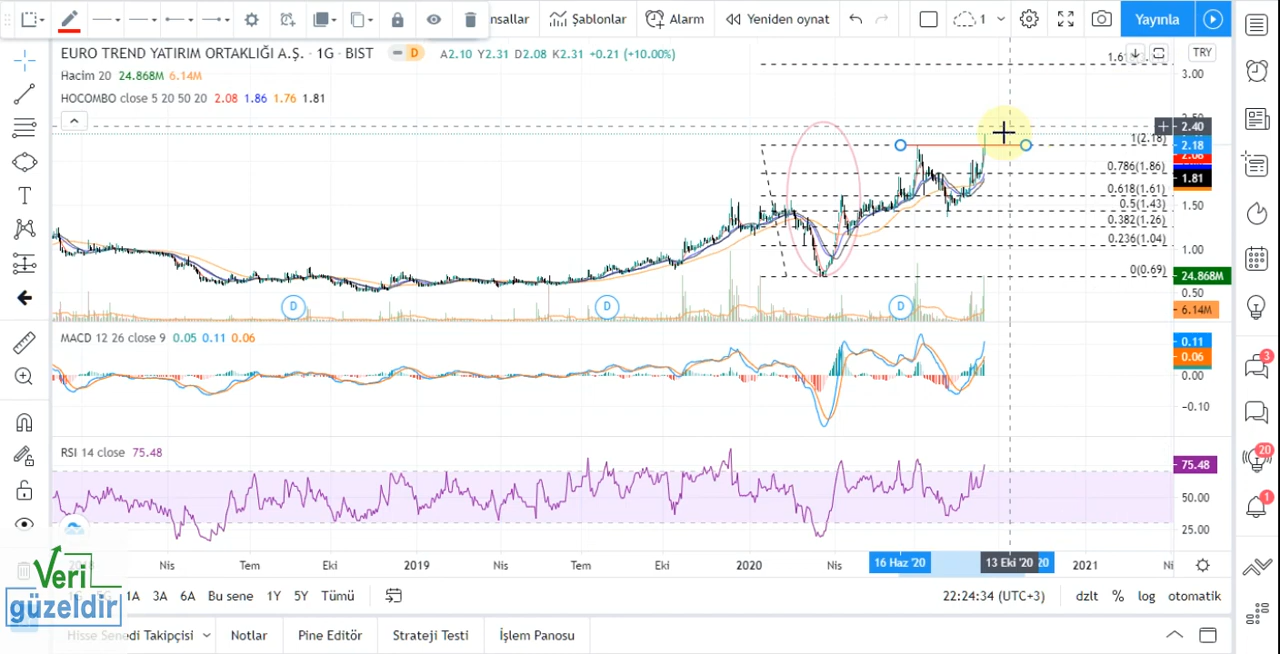 nsallar Şablonlar Alarm Yeniden oynat 1 Yayınla
EURO TREND YATIRIM ORTAKLIĞI A.Ş. · 1G · BIST D A2.10 Y2.31 D2.08 K2.31 +0.21 (+10.00%)
TRY
Hacim 20 24.868M 6.14M
HOCOMBO close 5 20 50 20 2.08 1.86 1.76 1.81
3.00
2.40
1(2.18)
2.18
0.786(1.86)
1.81
0.618(1.61)
0.5(1.43)
1.50
0.382(1.26)
0.236(1.04)
1.00
0(0.69)
24.868M
0.50
6.14M
D D D
MACD 12 26 close 9 0.05 0.11 0.06
0.11
0.06
0.00
-0.10
RSI 14 close 75.48
75.48
50.00
25.00
Nis Tem Eki 2019 Nis Tem Eki 2020 Nis 16 Haz '20 13 Eki '20 20 2021 Ni
1A 3A 6A Bu sene 1Y 5Y Tümü 22:24:34 (UTC+3) dzlt % log otomatik
Hisse Senedi Takipçisi Notlar Pine Editör Strateji Testi İşlem Panosu
3
20
1
Veri
güzeldir